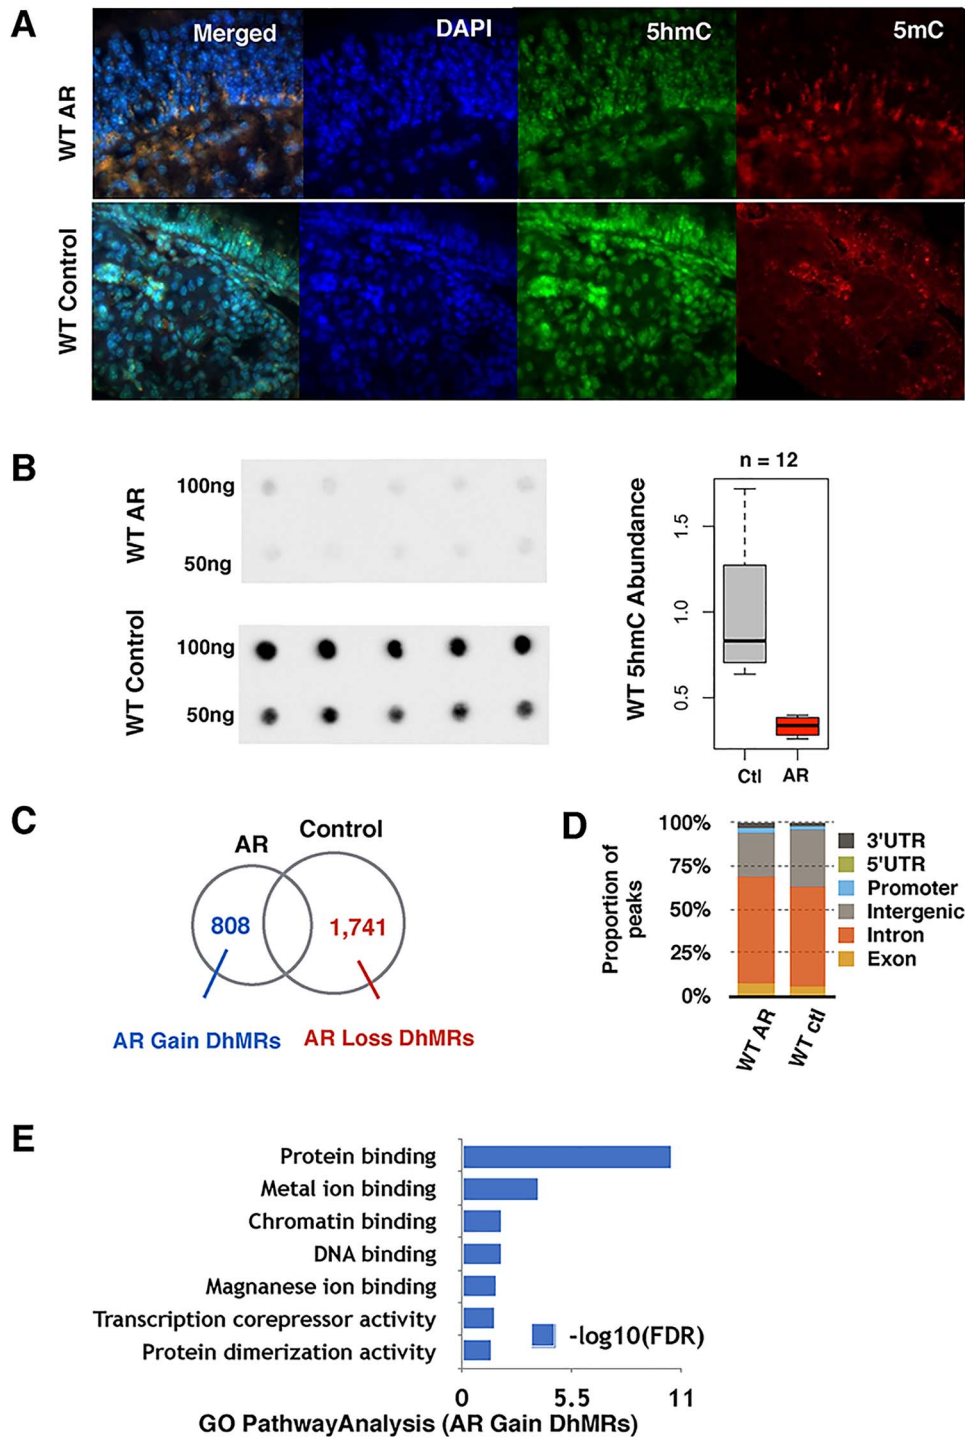 A
Merged
DAPI
5hmC
5mC
WT AR
WT Control
B
WT AR
100ng
50ng
WT Control
100ng
50ng
n = 12
WT 5hmC Abundance
1.5
1.0
0.5
Ctl
AR
C
AR
Control
808
1,741
AR Gain DhMRs
AR Loss DhMRs
D
Proportion of
peaks
100%
75%
50%
25%
0%
WT AR
WT ctl
3'UTR
5'UTR
Promoter
Intergenic
Intron
Exon
E
Protein binding
Metal ion binding
Chromatin binding
DNA binding
Magnanese ion binding
Transcription corepressor activity
Protein dimerization activity
-log10(FDR)
0
5.5
11
GO PathwayAnalysis (AR Gain DhMRs)